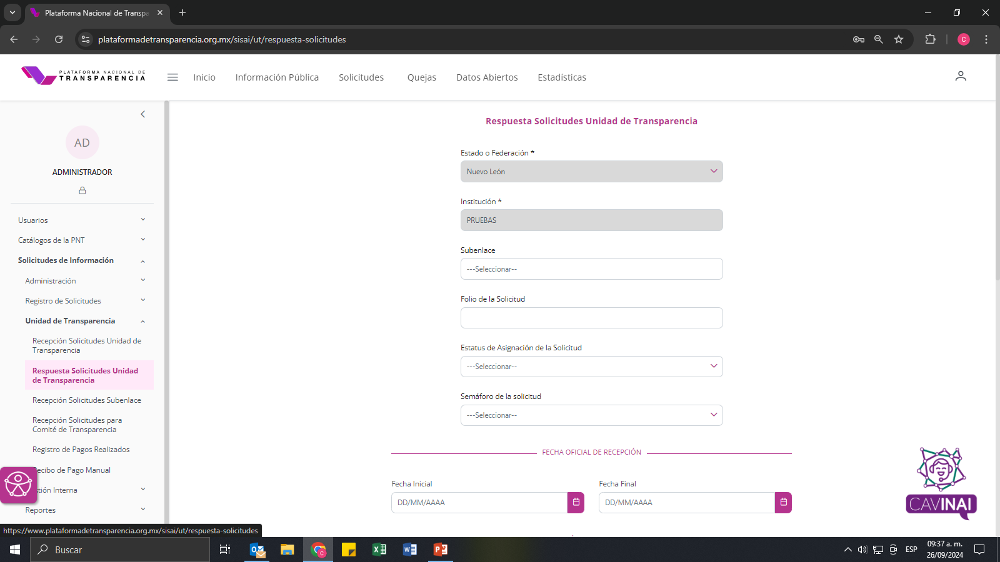 Plataforma Nacional de Transpa
plataformadetransparencia.org.mx/sisai/ut/respuesta-solicitudes
C
PLATAFORMA NACIONAL DE
TRANSPARENCIA
Inicio
Información Pública
Solicitudes
Quejas
Datos Abiertos
Estadísticas
AD
ADMINISTRADOR
Usuarios
Catálogos de la PNT
Solicitudes de Información
Administración
Registro de Solicitudes
Unidad de Transparencia
Recepción Solicitudes Unidad de
Transparencia
Respuesta Solicitudes Unidad
de Transparencia
Recepción Solicitudes Subenlace
Recepción Solicitudes para
Comité de Transparencia
Registro de Pagos Realizados
ecibo de Pago Manual
stión Interna
Reportes
https://www.plataformadetransparencia.org.mx/sisai/ut/respuesta-solicitudes
Respuesta Solicitudes Unidad de Transparencia
Estado o Federación *
Nuevo León
Institución *
PRUEBAS
Subenlace
---Seleccionar--
Folio de la Solicitud
Estatus de Asignación de la Solicitud
---Seleccionar--
Semáforo de la solicitud
---Seleccionar--
FECHA OFICIAL DE RECEPCIÓN
Fecha Inicial
DD/MM/AAAA
Fecha Final
DD/MM/AAAA
CAVINAI
Buscar
ESP
09:37 a. m.
26/09/2024